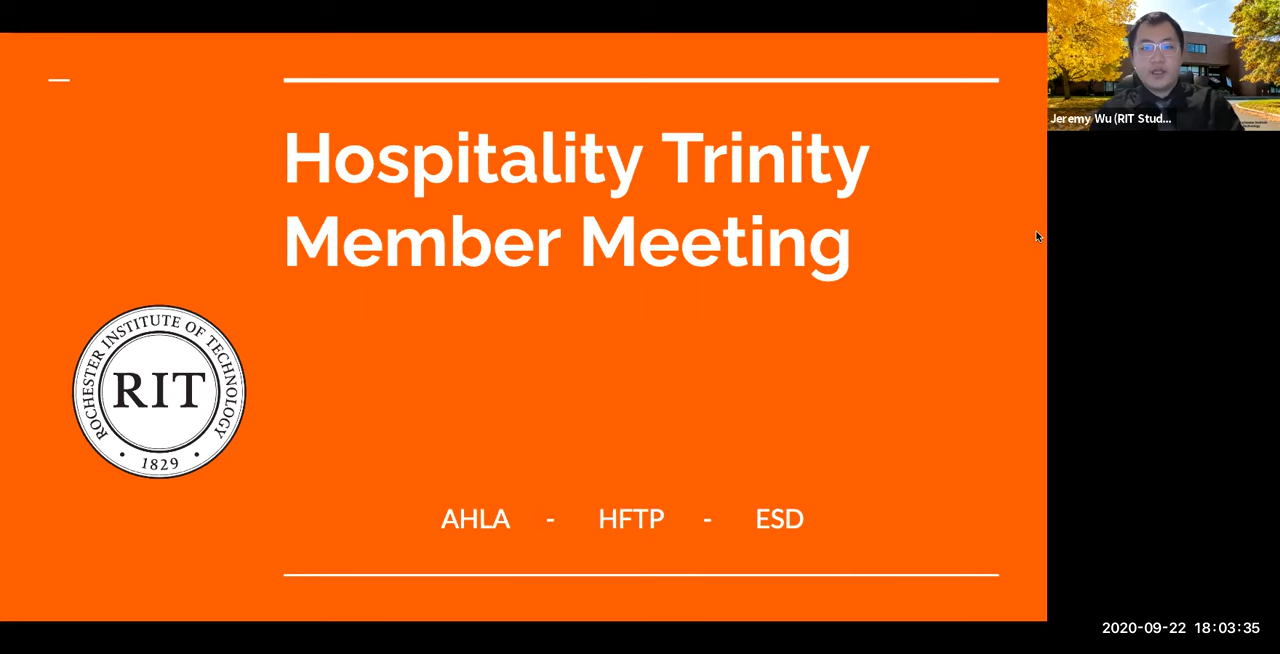 Hospitality Trinity
Member Meeting
ROCHESTER INSTITUTE OF TECHNOLOGY
RIT
· 1829 ·
AHLA - HFTP - ESD
Jeremy Wu (RIT Stud...
2020-09-22 18:03:35